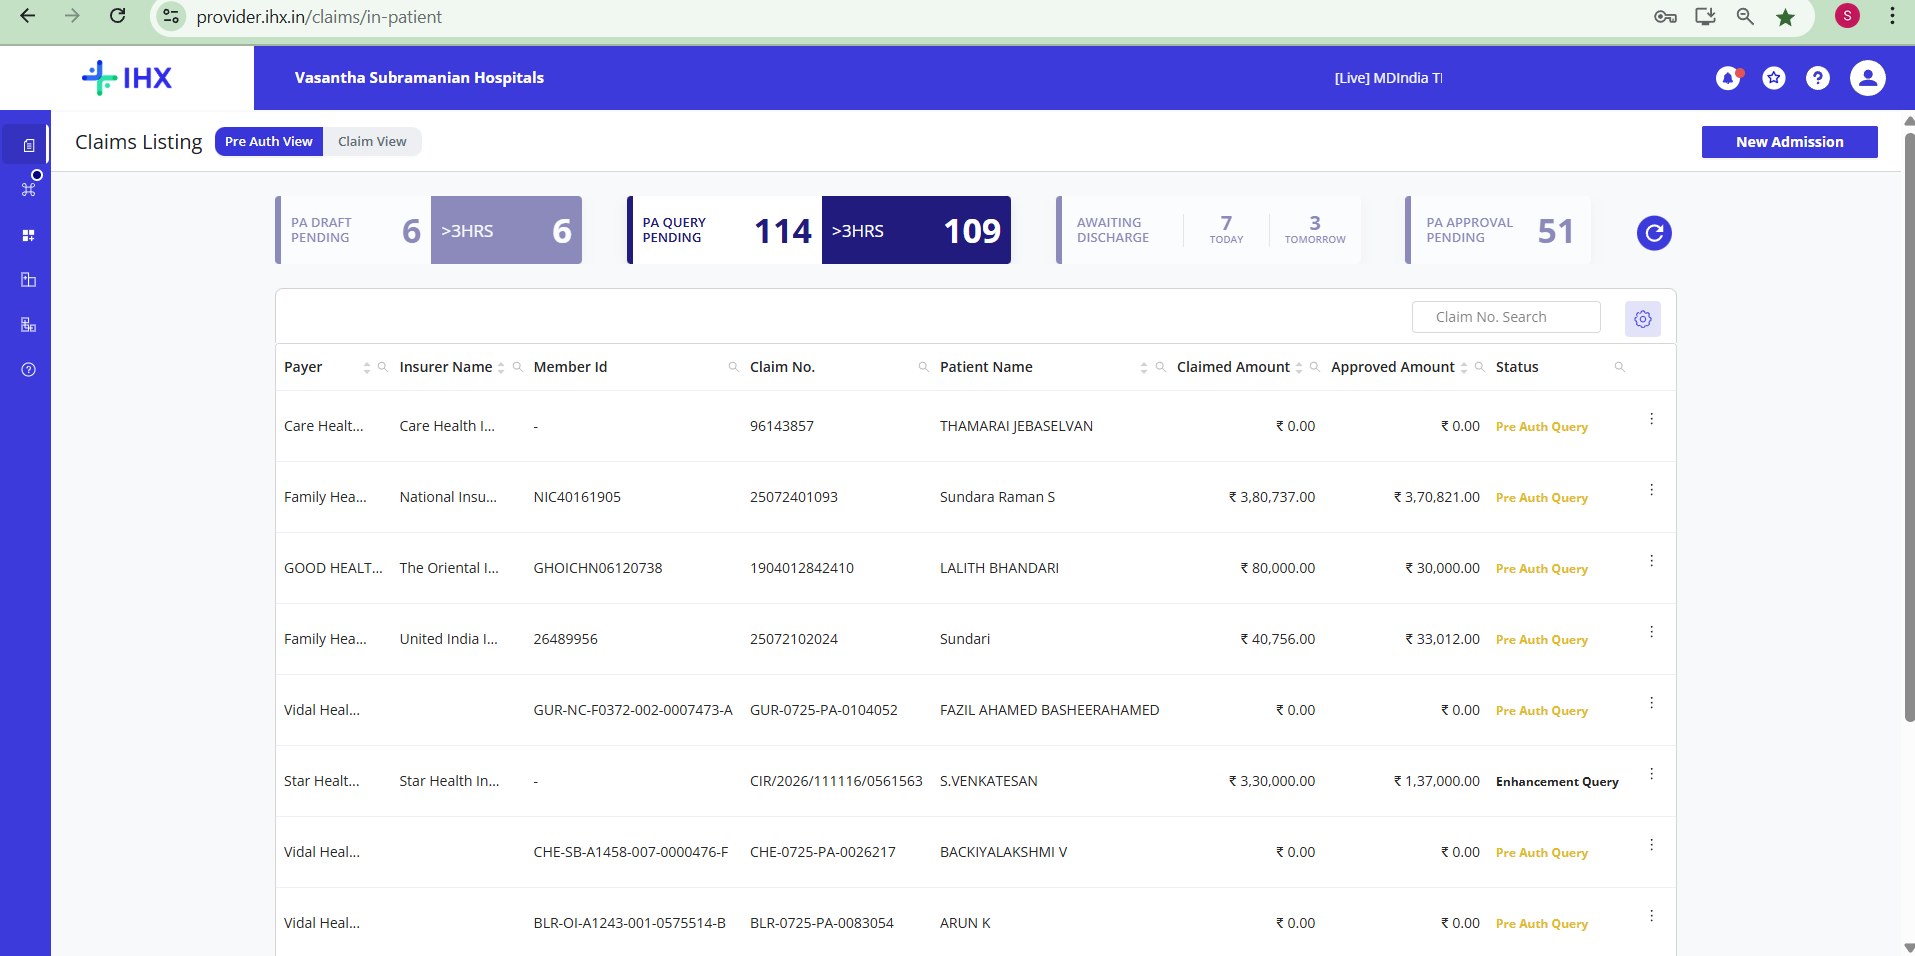 provider.ihx.in/claims/in-patient
S
IHX
Vasantha Subramanian Hospitals
[Live] MDIndia
Claims Listing
Pre Auth View
Claim View
New Admission
PA DRAFT
PENDING
6
>3HRS
6
PA QUERY
PENDING
114
>3HRS
109
AWAITING
DISCHARGE
7
TODAY
3
TOMORROW
PA APPROVAL
PENDING
51
Claim No. Search
Payer Insurer Name Member Id Claim No. Patient Name Claimed Amount Approved Amount Status
Care Healt... Care Health I... - 96143857 THAMARAI JEBASELVAN ₹ 0.00 ₹ 0.00 Pre Auth Query
Family Hea... National Insu... NIC40161905 25072401093 Sundara Raman S ₹ 3,80,737.00 ₹ 3,70,821.00 Pre Auth Query
GOOD HEALT... The Oriental I... GHOICHN06120738 1904012842410 LALITH BHANDARI ₹ 80,000.00 ₹ 30,000.00 Pre Auth Query
Family Hea... United India I... 26489956 25072102024 Sundari ₹ 40,756.00 ₹ 33,012.00 Pre Auth Query
Vidal Heal... GUR-NC-F0372-002-0007473-A GUR-0725-PA-0104052 FAZIL AHAMED BASHEERAHAMED ₹ 0.00 ₹ 0.00 Pre Auth Query
Star Healt... Star Health In... - CIR/2026/111116/0561563 S.VENKATESAN ₹ 3,30,000.00 ₹ 1,37,000.00 Enhancement Query
Vidal Heal... CHE-SB-A1458-007-0000476-F CHE-0725-PA-0026217 BACKIYALAKSHMI V ₹ 0.00 ₹ 0.00 Pre Auth Query
Vidal Heal... BLR-OI-A1243-001-0575514-B BLR-0725-PA-0083054 ARUN K ₹ 0.00 ₹ 0.00 Pre Auth Query